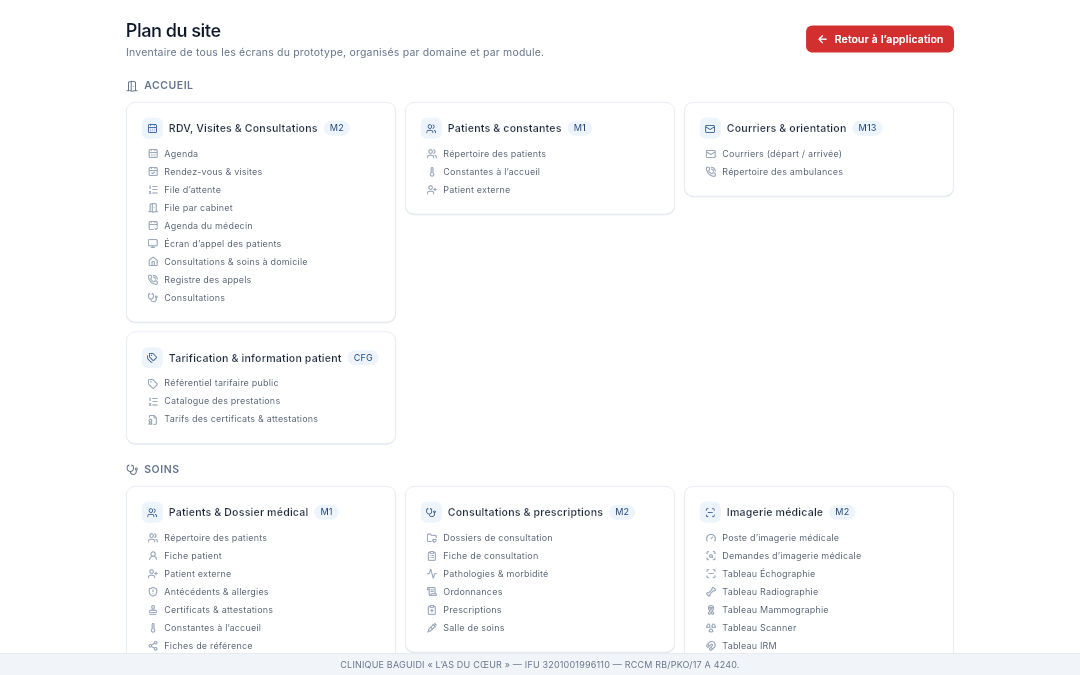 Plan du site
Inventaire de tous les écrans du prototype, organisés par domaine et par module.
Retour à l'application
ACCUEIL
RDV, Visites & Consultations M2
Agenda
Rendez-vous & visites
File d'attente
File par cabinet
Agenda du médecin
Écran d'appel des patients
Consultations & soins à domicile
Registre des appels
Consultations
Patients & constantes M1
Répertoire des patients
Constantes à l'accueil
Patient externe
Courriers & orientation M13
Courriers (départ / arrivée)
Répertoire des ambulances
Tarification & information patient CFG
Référentiel tarifaire public
Catalogue des prestations
Tarifs des certificats & attestations
SOINS
Patients & Dossier médical M1
Répertoire des patients
Fiche patient
Patient externe
Antécédents & allergies
Certificats & attestations
Constantes à l'accueil
Fiches de référence
Consultations & prescriptions M2
Dossiers de consultation
Fiche de consultation
Pathologies & morbidité
Ordonnances
Prescriptions
Salle de soins
Imagerie médicale M2
Poste d'imagerie médicale
Demandes d'imagerie médicale
Tableau Échographie
Tableau Radiographie
Tableau Mammographie
Tableau Scanner
Tableau IRM
CLINIQUE BAGUIDI « L'AS DU CŒUR » — IFU 3201001996110 — RCCM RB/PKO/17 A 4240.